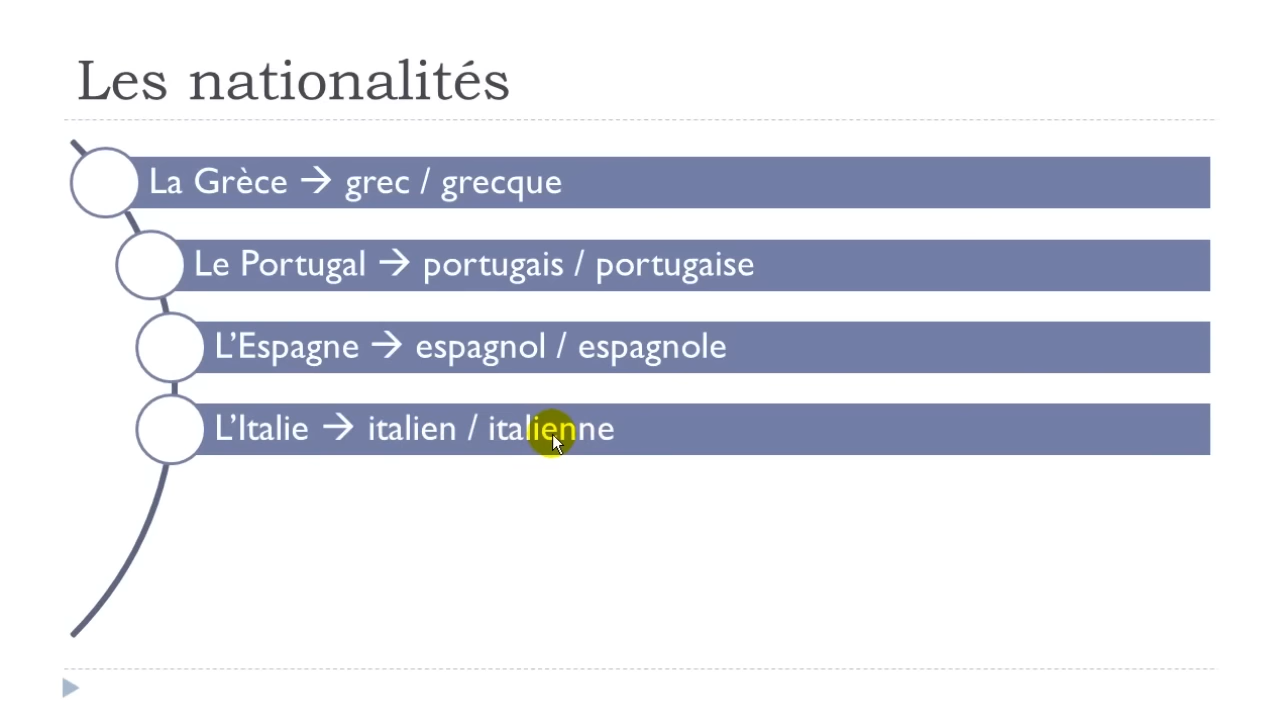 Les nationalités
La Grèce → grec / grecque
Le Portugal → portugais / portugaise
L’Espagne → espagnol / espagnole
L’Italie → italien / italienne